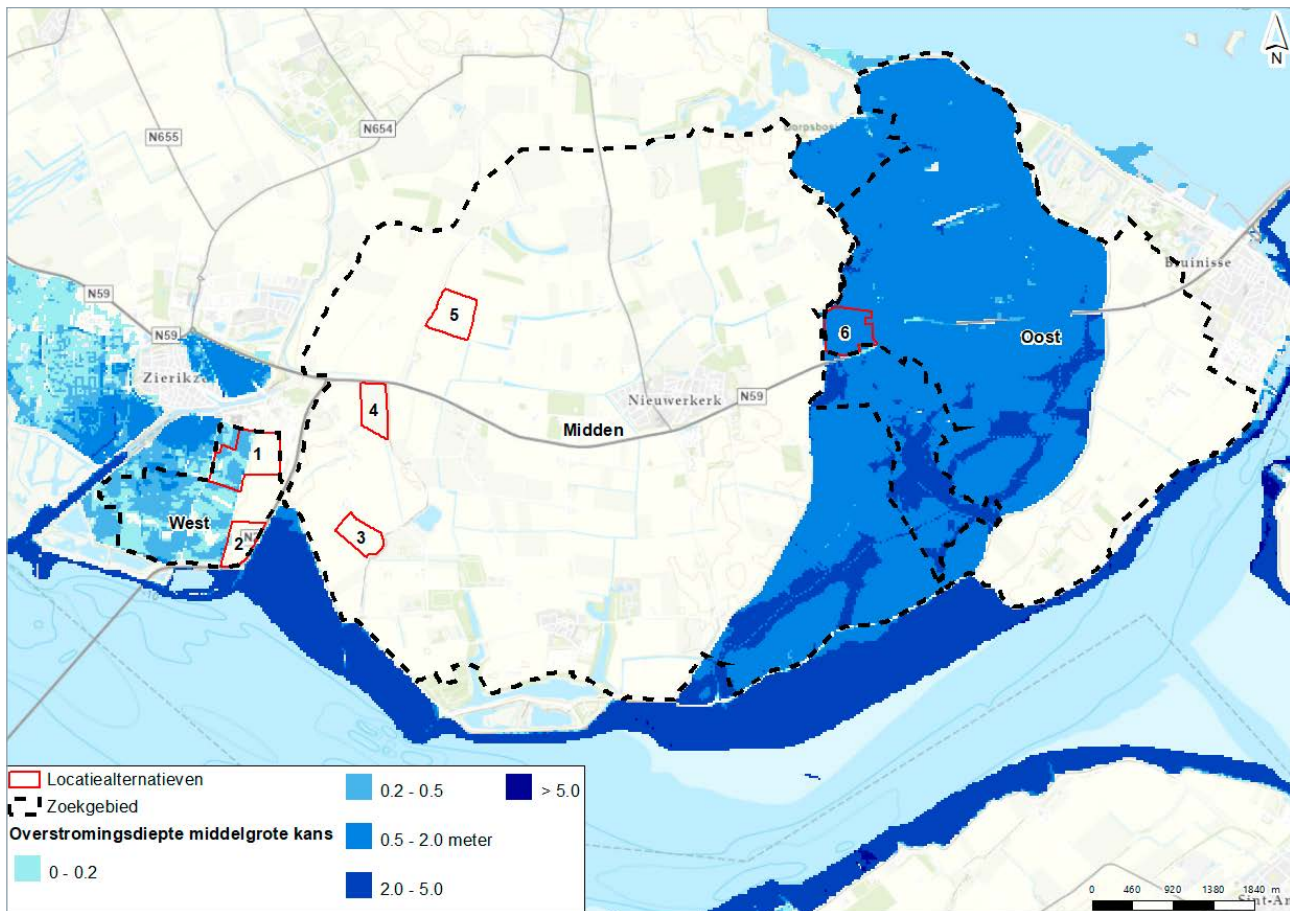 N
N655
N654
Dorpsbos
Bruinisse
N59
N59
Zierikz
5
6
Oost
4
Nieuwerkerk
N59
Midden
1
West
2
3
Locatiealternatieven
Zoekgebied
Overstromingsdiepte middelgrote kans
0 - 0.2
0.2 - 0.5
0.5 - 2.0 meter
2.0 - 5.0
> 5.0
0 460 920 1380 1840 m
Sint-An